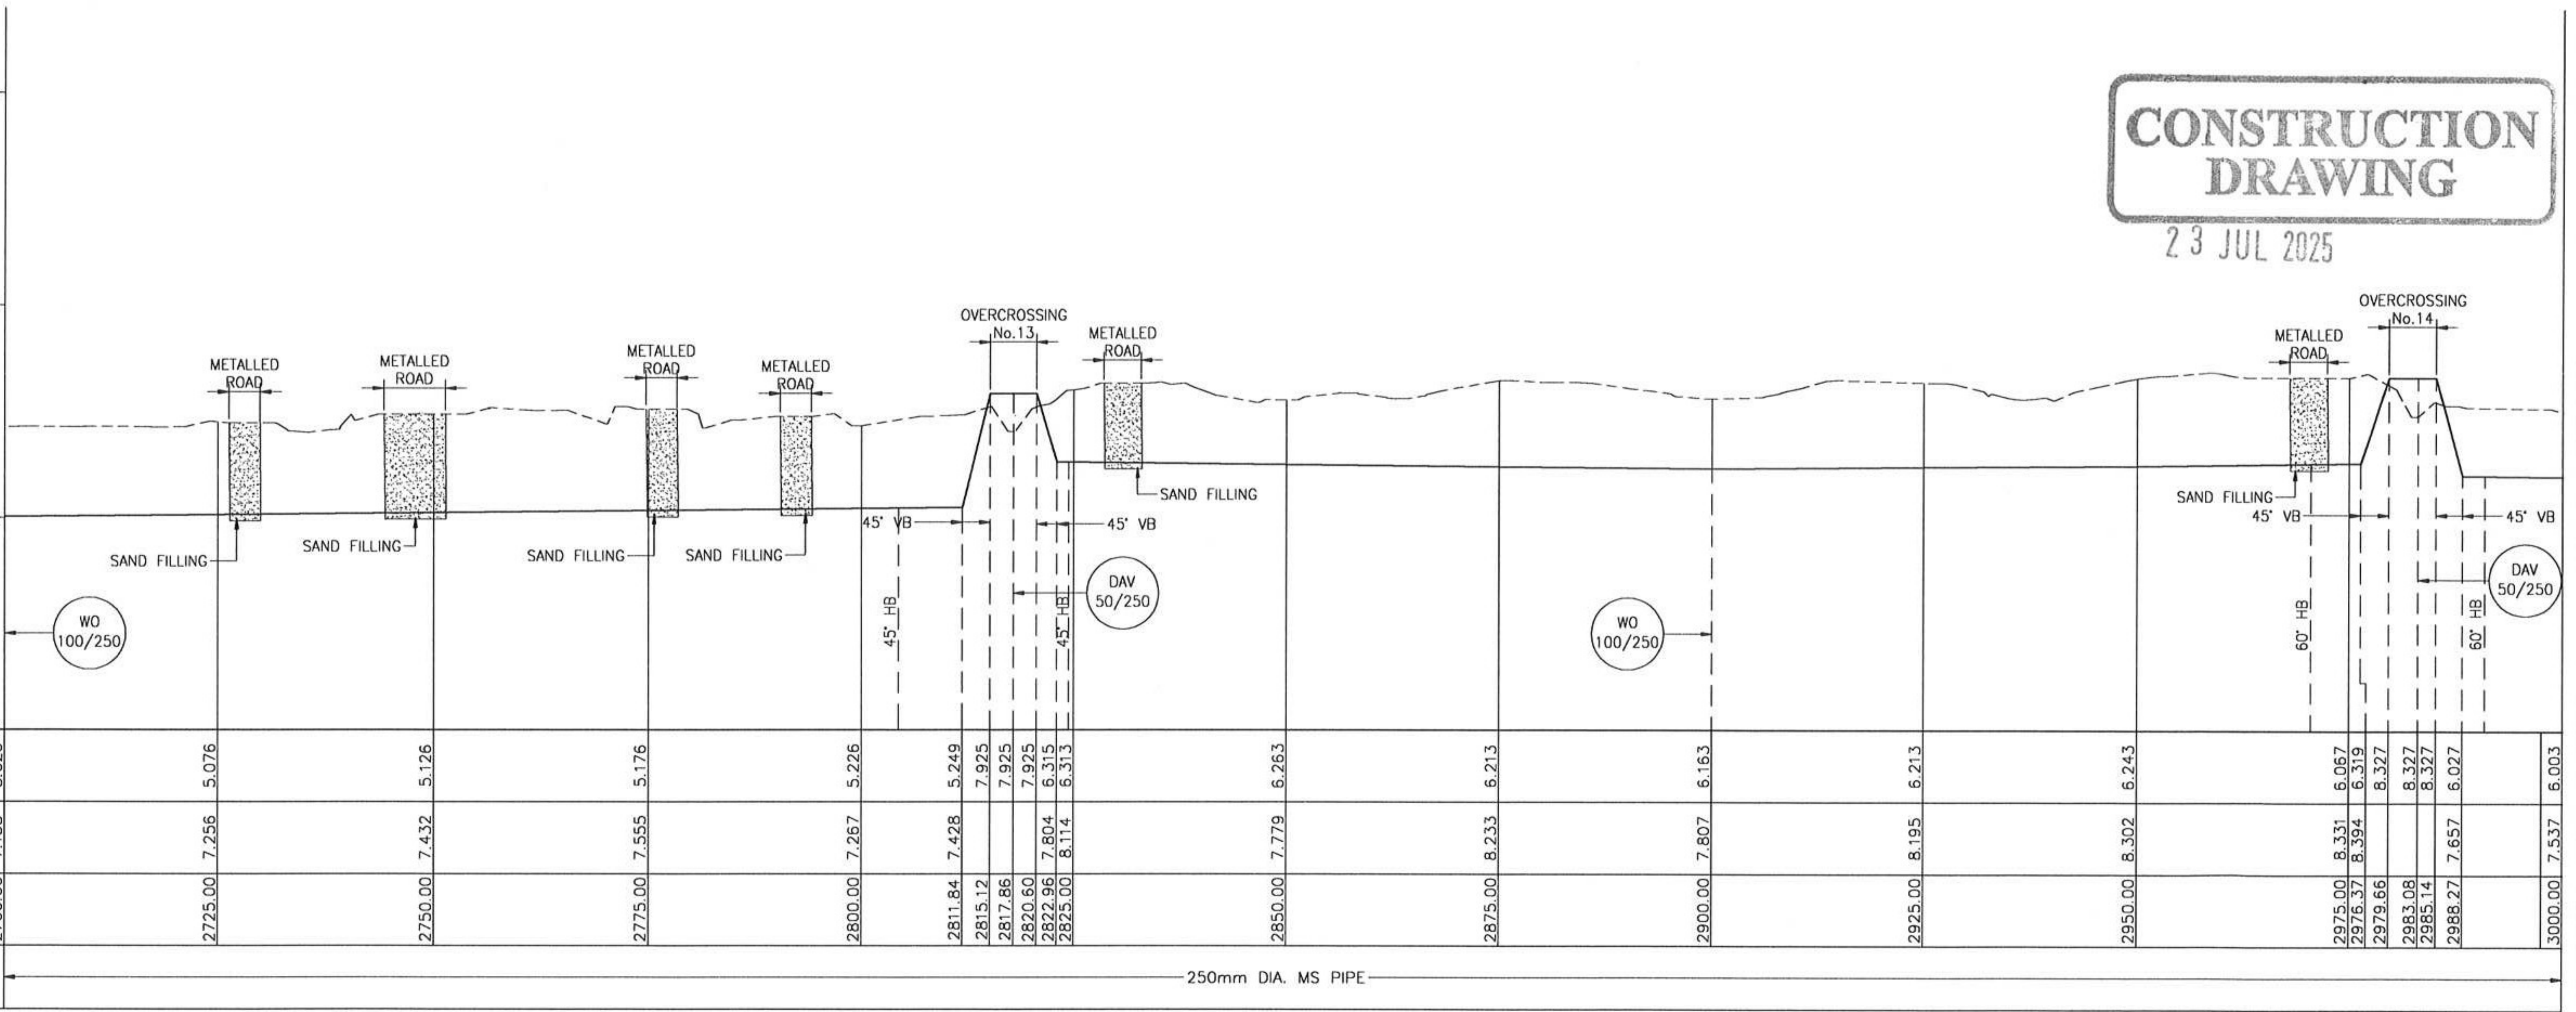 CONSTRUCTION
DRAWING
23 JUL 2025
OVERCROSSING
No.13
OVERCROSSING
No.14
METALLED
ROAD
METALLED
ROAD
METALLED
ROAD
METALLED
ROAD
METALLED
ROAD
METALLED
ROAD
SAND FILLING
SAND FILLING
SAND FILLING
SAND FILLING
SAND FILLING
SAND FILLING
45° VB
45° VB
45° VB
45° VB
WO
100/250
45° HB
45° HB
DAV
50/250
WO
100/250
60° HB
60° HB
DAV
50/250
5.076 5.126 5.176 5.226 5.249 7.925 7.925 7.925 6.315 6.313 6.263 6.213 6.163 6.213 6.243 6.067 6.319 8.327 8.327 8.327 6.027 6.003
7.256 7.432 7.555 7.267 7.428 7.804 8.114 7.779 8.233 7.807 8.195 8.302 8.331 8.394 7.657 7.537
2725.00 2750.00 2775.00 2800.00 2811.84 2815.12 2817.86 2820.60 2822.96 2825.00 2850.00 2875.00 2900.00 2925.00 2950.00 2975.00 2976.37 2979.66 2983.08 2985.14 2988.27 3000.00
250mm DIA. MS PIPE